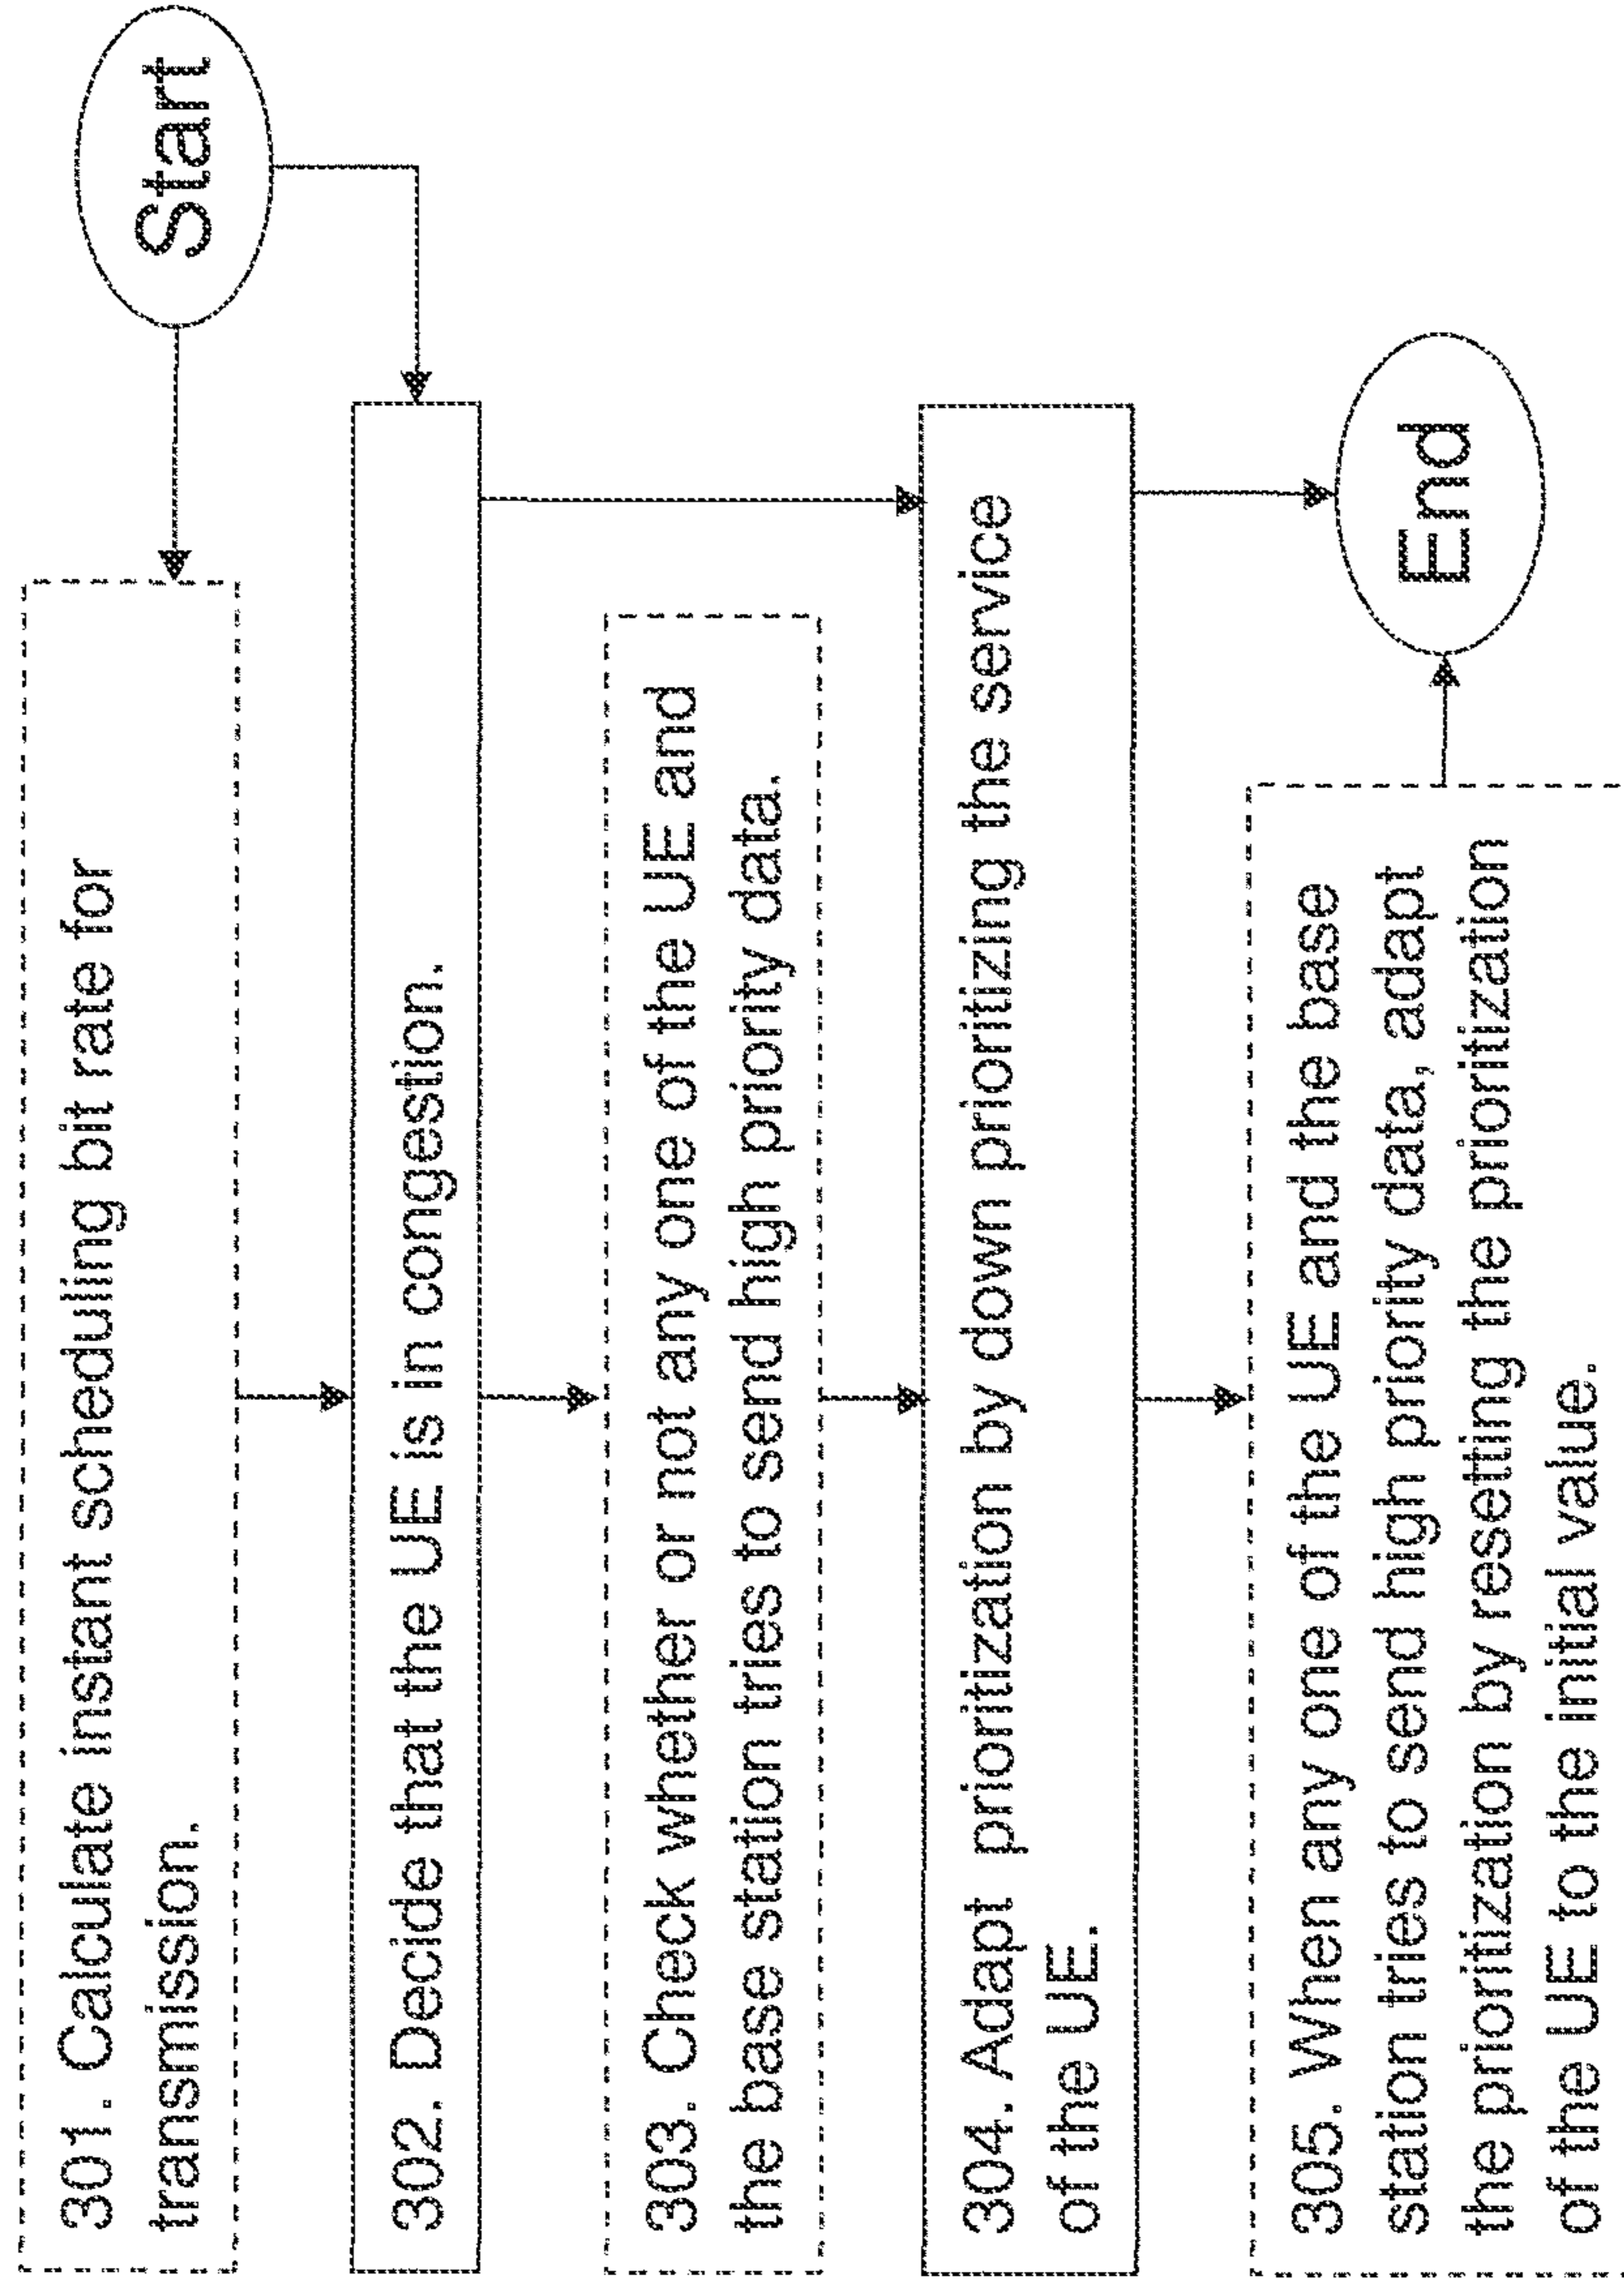 Start
301. Calculate instant scheduling bit rate for
transmission.
302. Decide that the UE is in congestion.
303. Check whether or not any one of the UE and
the base station tries to send high priority data.
304. Adapt prioritization by down prioritizing the service
of the UE.
305. When any one of the UE and the base
station tries to send high priority data, adapt
the prioritization by resetting the prioritization
of the UE to the initial value.
End